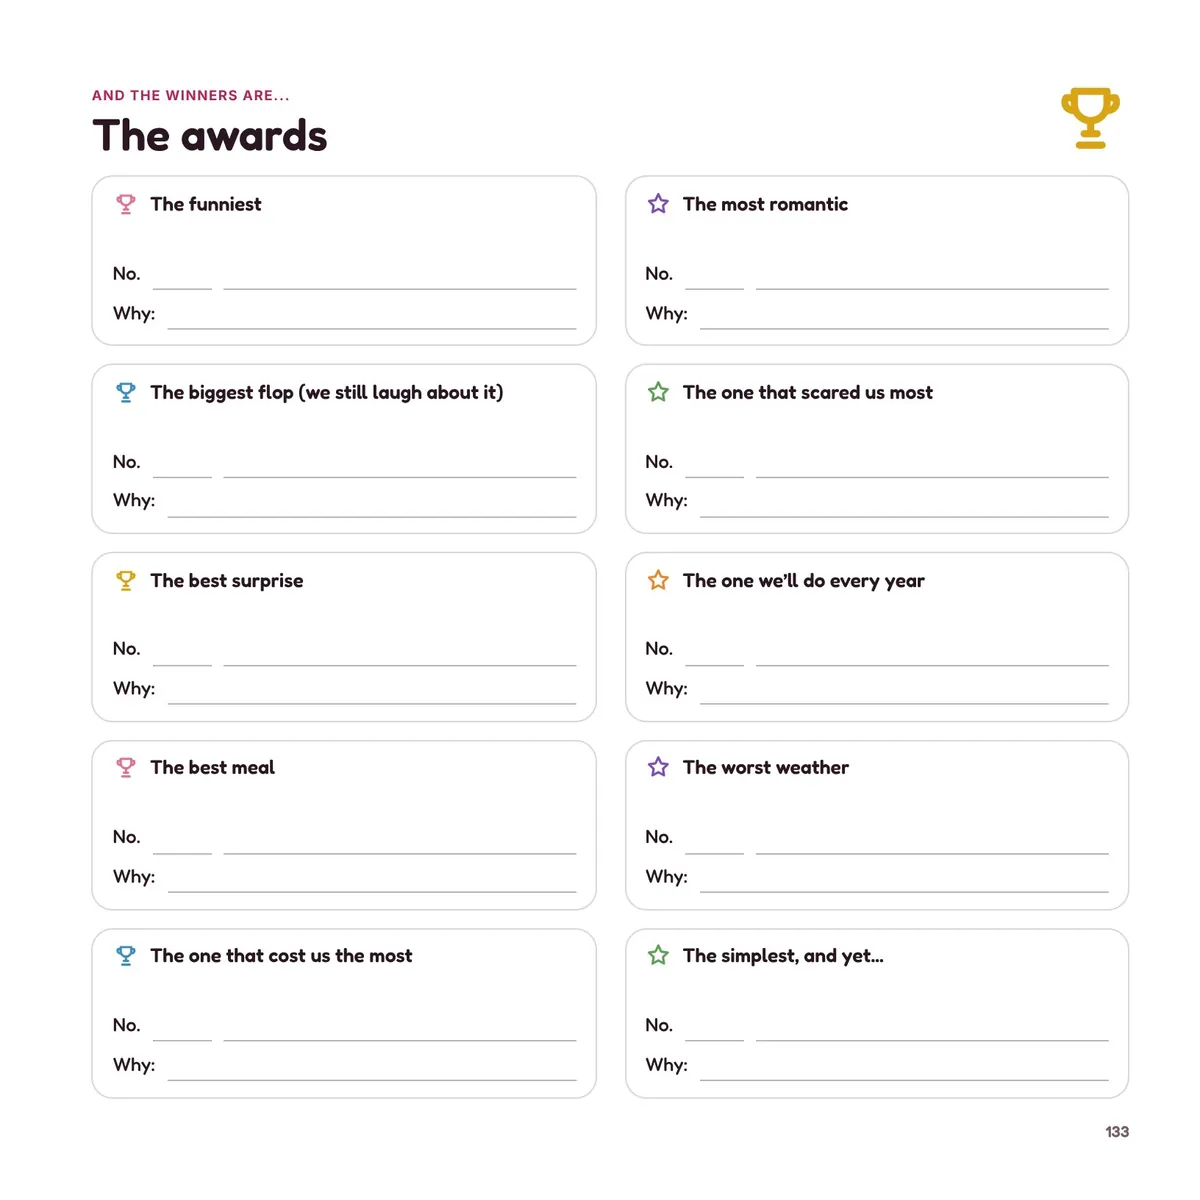 AND THE WINNERS ARE...
The awards
The funniest
No.
Why:
The most romantic
No.
Why:
The biggest flop (we still laugh about it)
No.
Why:
The one that scared us most
No.
Why:
The best surprise
No.
Why:
The one we’ll do every year
No.
Why:
The best meal
No.
Why:
The worst weather
No.
Why:
The one that cost us the most
No.
Why:
The simplest, and yet...
No.
Why:
133